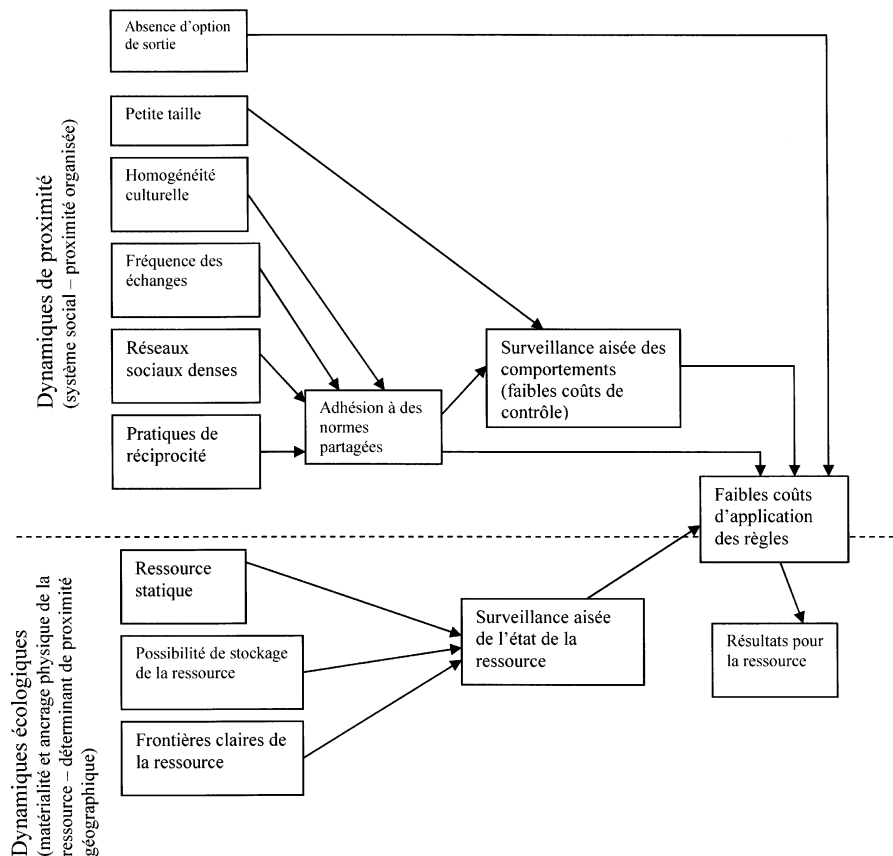 Absence d’option
de sortie
Petite taille
Homogénéité
culturelle
Fréquence des
échanges
Réseaux
sociaux denses
Pratiques de
réciprocité
Adhésion à des
normes
partagées
Surveillance aisée des
comportements
(faibles coûts de
contrôle)
Faibles coûts
d’application
des règles
Dynamiques de proximité
(système social – proximité organisée)
Ressource
statique
Possibilité de stockage
de la ressource
Frontières claires de
la ressource
Surveillance aisée
de l’état de la
ressource
Résultats pour
la ressource
Dynamiques écologiques
(matérialité et ancrage physique de la
ressource – déterminant de proximité
géographique)